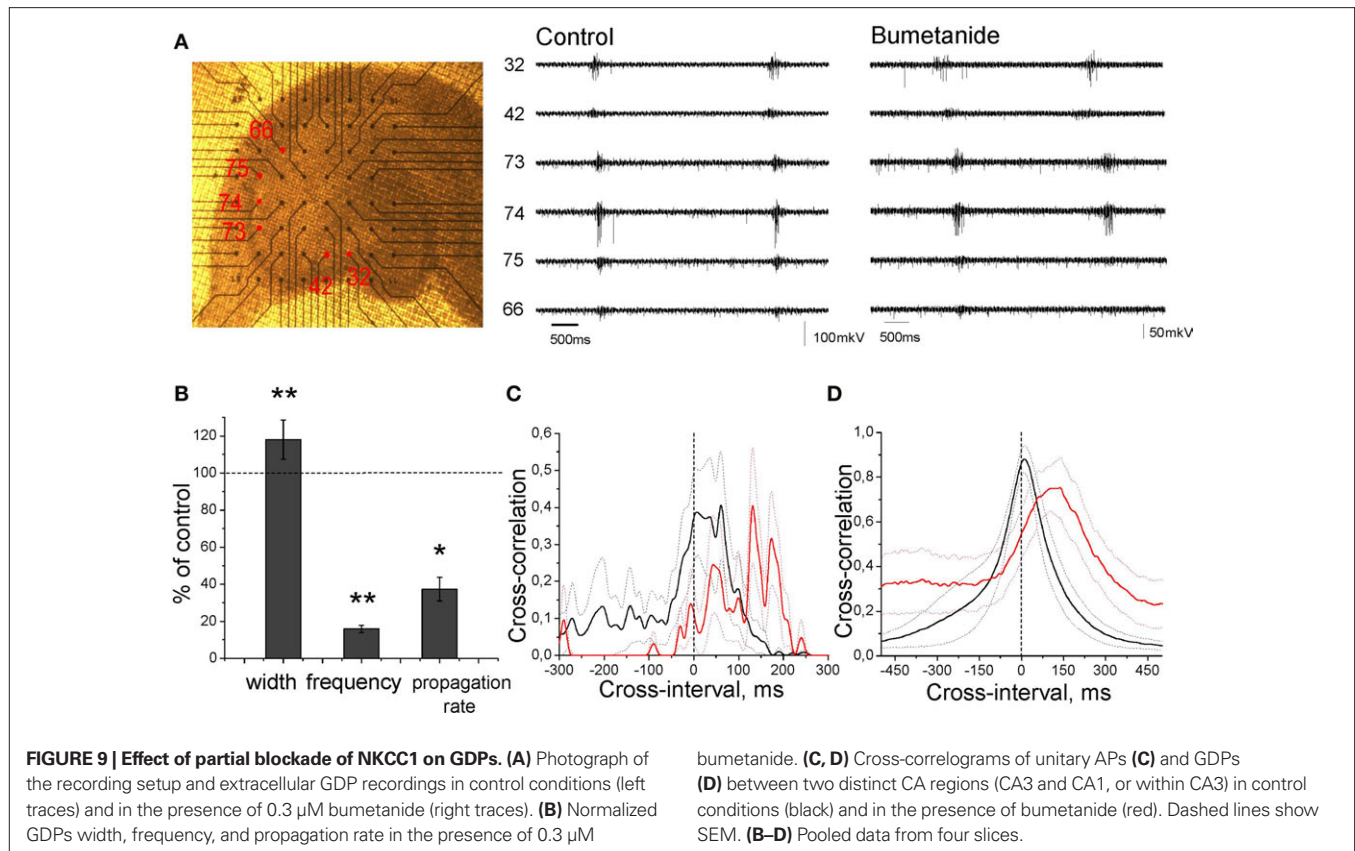 A
Control
Bumetanide
66
75
74
73
42
32
32
42
73
74
75
66
500ms
100mkV
500ms
50mkV
B
% of control
120
100
80
60
40
20
0
**
**
*
width
frequency
propagation
rate
C
Cross-correlation
0,6
0,5
0,4
0,3
0,2
0,1
0,0
-300 -200 -100 0 100 200 300
Cross-interval, ms
D
Cross-correlation
1,0
0,8
0,6
0,4
0,2
0,0
-450 -300 -150 0 150 300 450
Cross-interval, ms
FIGURE 9 | Effect of partial blockade of NKCC1 on GDPs. (A) Photograph of
the recording setup and extracellular GDP recordings in control conditions (left
traces) and in the presence of 0.3 µM bumetanide (right traces). (B) Normalized
GDPs width, frequency, and propagation rate in the presence of 0.3 µM
bumetanide. (C, D) Cross-correlograms of unitary APs (C) and GDPs
(D) between two distinct CA regions (CA3 and CA1, or within CA3) in control
conditions (black) and in the presence of bumetanide (red). Dashed lines show
SEM. (B–D) Pooled data from four slices.